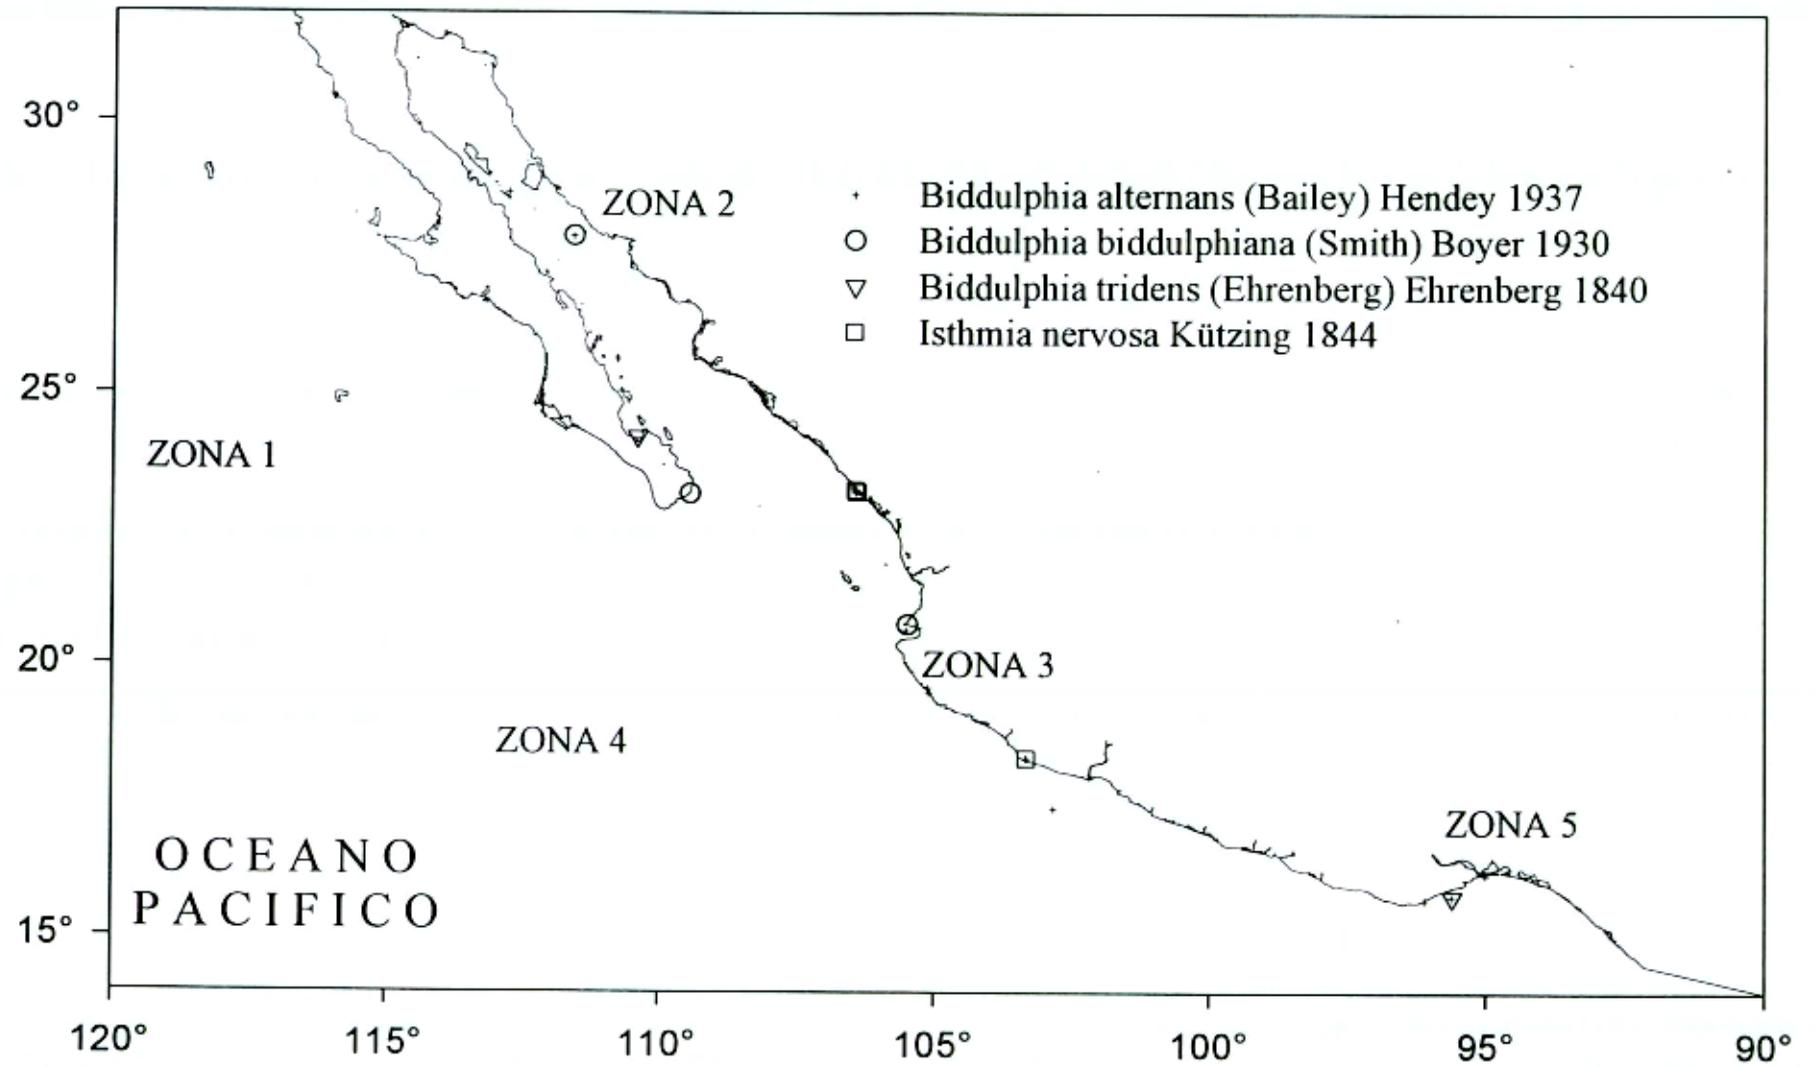 30°
ZONA 2
Biddulphia alternans (Bailey) Hendey 1937
Biddulphia biddulphiana (Smith) Boyer 1930
Biddulphia tridens (Ehrenberg) Ehrenberg 1840
Isthmia nervosa Kützing 1844
25°
ZONA 1
20°
ZONA 3
ZONA 4
ZONA 5
OCEANO
PACIFICO
15°
120° 115° 110° 105° 100° 95° 90°